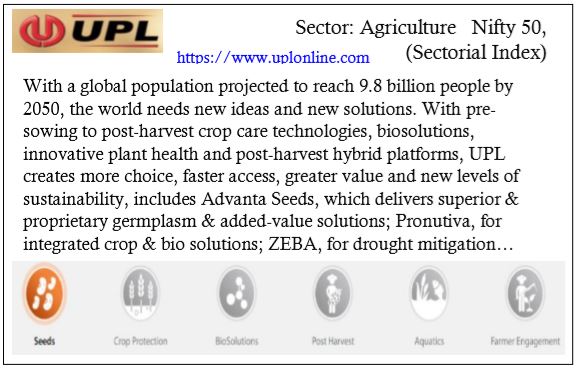 UPL
Sector: Agriculture Nifty 50,
https://www.uplonline.com (Sectorial Index)
With a global population projected to reach 9.8 billion people by
2050, the world needs new ideas and new solutions. With pre-
sowing to post-harvest crop care technologies, biosolutions,
innovative plant health and post-harvest hybrid platforms, UPL
creates more choice, faster access, greater value and new levels of
sustainability, includes Advanta Seeds, which delivers superior &
proprietary germplasm & added-value solutions; Pronutiva, for
integrated crop & bio solutions; ZEBA, for drought mitigation…
Seeds Crop Protection BioSolutions Post Harvest Aquatics Farmer Engagement